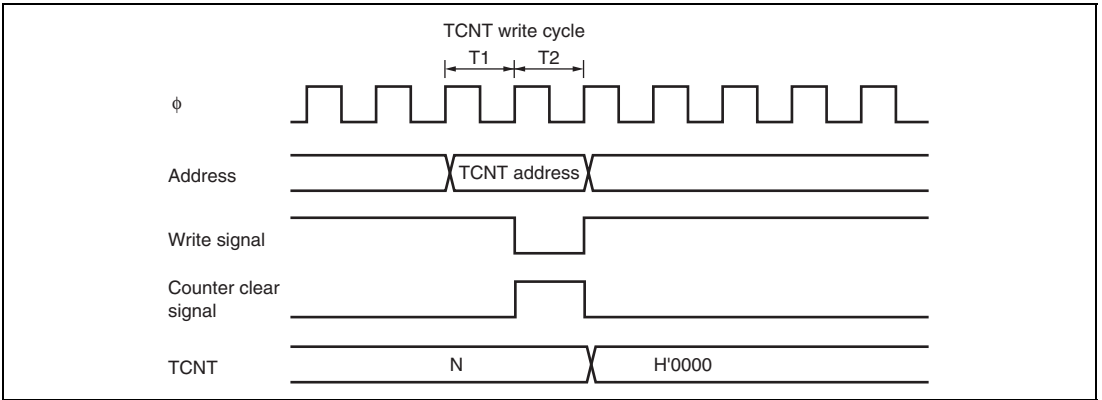 TCNT write cycle
T1 T2
ϕ
Address
TCNT address
Write signal
Counter clear
signal
TCNT
N
H'0000